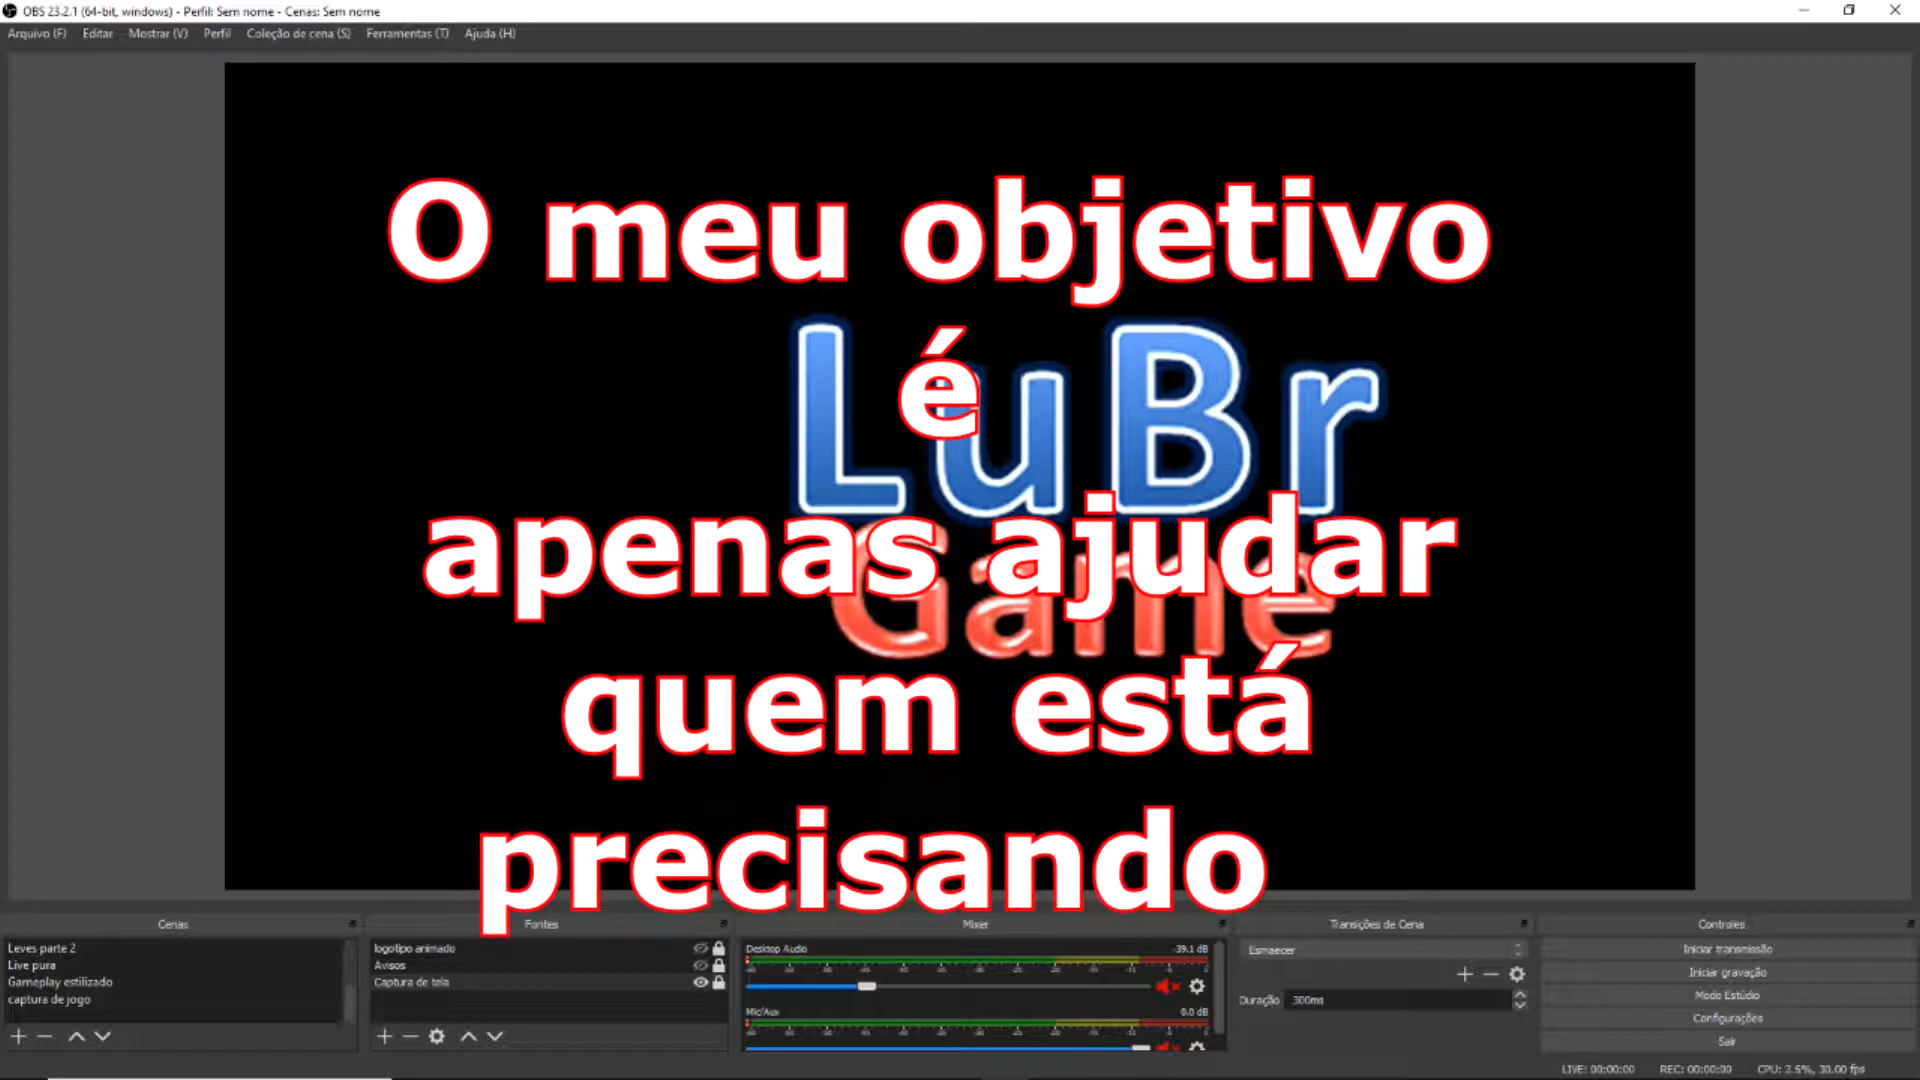 OBS 23.2.1 (64-bit, windows) - Perfil: Sem nome - Cenas: Sem nome
Arquivo (F) Editar Mostrar (V) Perfil Coleção de cena (S) Ferramentas (T) Ajuda (H)
O meu objetivo
é
LuBr
apenas ajudar
Game
quem está
precisando
Cenas
Leves parte 2
Live pura
Gameplay estilizado
captura de jogo
Fontes
logotipo animado
Avisos
Captura de tela
Mixer
Desktop Audio -39.1 dB
Mic/Aux 0.0 dB
Transições de Cena
Esmaecer
Duração 300ms
Controles
Iniciar transmissão
Iniciar gravação
Modo Estúdio
Configurações
Sair
LIVE: 00:00:00 REC: 00:00:00 CPU: 2.5%, 30.00 fps